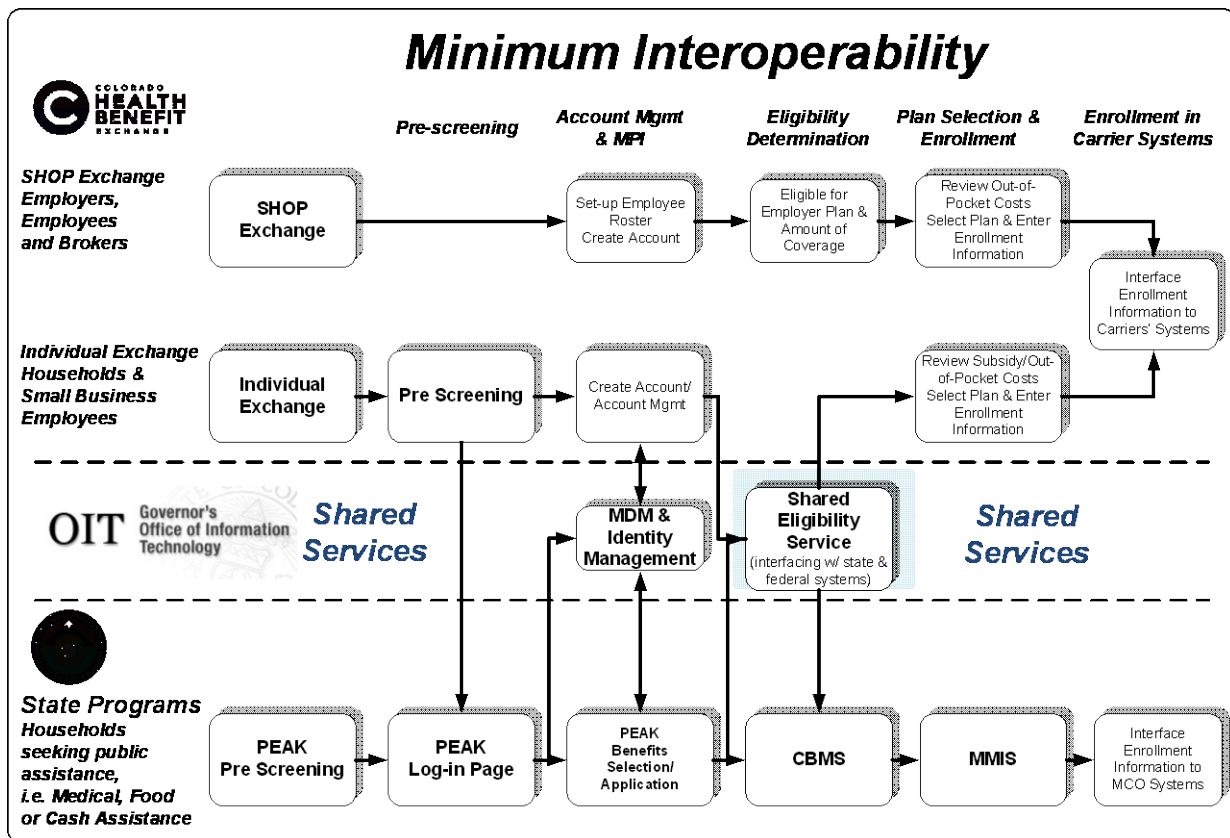 Minimum Interoperability
COLORADO
HEALTH
BENEFIT
EXCHANGE
Pre-screening
Account Mgmt
& MPI
Eligibility
Determination
Plan Selection &
Enrollment
Enrollment in
Carrier Systems
SHOP Exchange
Employers,
Employees
and Brokers
SHOP
Exchange
Set-up Employee
Roster
Create Account
Eligible for
Employer Plan &
Amount of
Coverage
Review Out-of-
Pocket Costs
Select Plan & Enter
Enrollment
Information
Interface
Enrollment
Information to
Carriers' Systems
Individual Exchange
Households &
Small Business
Employees
Individual
Exchange
Pre Screening
Create Account/
Account Mgmt
Review Subsidy/Out-
of-Pocket Costs
Select Plan & Enter
Enrollment
Information
OIT
Governor's
Office of Information
Technology
Shared
Services
MDM &
Identity
Management
Shared
Eligibility
Service
(interfacing w/ state &
federal systems)
Shared
Services
State Programs
Households
seeking public
assistance,
i.e. Medical, Food
or Cash Assistance
PEAK
Pre Screening
PEAK
Log-in Page
PEAK
Benefits
Selection/
Application
CBMS
MMIS
Interface
Enrollment
Information to
MCO Systems